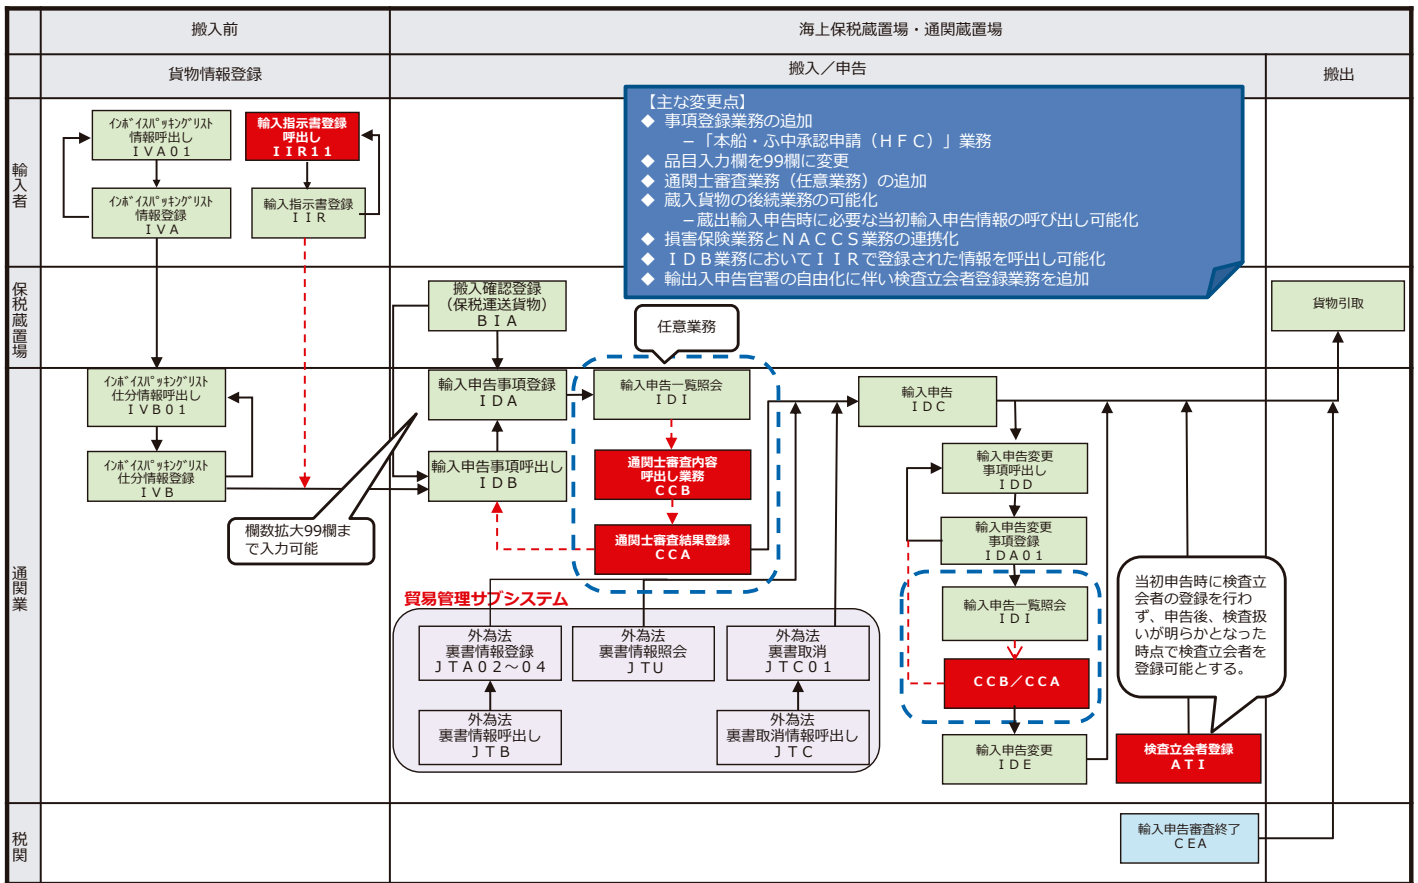 搬入前
海上保税蔵置場・通関蔵置場
貨物情報登録
搬入／申告
搬出
輸入者
ｲﾝﾎﾞｲｽﾊﾟｯｷﾝｸﾞﾘｽﾄ
情報呼出し
ＩＶＡ０１
輸入指示書登録
呼出し
ＩＩＲ１１
ｲﾝﾎﾞｲｽﾊﾟｯｷﾝｸﾞﾘｽﾄ
情報登録
ＩＶＡ
輸入指示書登録
ＩＩＲ
【主な変更点】
◆ 事項登録業務の追加
－「本船・ふ中承認申請（ＨＦＣ）」業務
◆ 品目入力欄を99欄に変更
◆ 通関士審査業務（任意業務）の追加
◆ 蔵入貨物の後続業務の可能化
－蔵出輸入申告時に必要な当初輸入申告情報の呼び出し可能化
◆ 損害保険業務とＮＡＣＣＳ業務の連携化
◆ ＩＤＢ業務においてＩＩＲで登録された情報を呼出し可能化
◆ 輸出入申告官署の自由化に伴い検査立会者登録業務を追加
保税蔵置場
搬入確認登録
（保税運送貨物）
ＢＩＡ
任意業務
貨物引取
通関業
ｲﾝﾎﾞｲｽﾊﾟｯｷﾝｸﾞﾘｽﾄ
仕分情報呼出し
ＩＶＢ０１
輸入申告事項登録
ＩＤＡ
輸入申告一覧照会
ＩＤＩ
輸入申告
ＩＤＣ
ｲﾝﾎﾞｲｽﾊﾟｯｷﾝｸﾞﾘｽﾄ
仕分情報登録
ＩＶＢ
輸入申告事項呼出し
ＩＤＢ
通関士審査内容
呼出し業務
ＣＣＢ
輸入申告変更
事項呼出し
ＩＤＤ
欄数拡大99欄ま
で入力可能
通関士審査結果登録
ＣＣＡ
輸入申告変更
事項登録
ＩＤＡ０１
貿易管理サブシステム
外為法
裏書情報登録
ＪＴＡ０２～０４
外為法
裏書情報照会
ＪＴＵ
外為法
裏書取消
ＪＴＣ０１
輸入申告一覧照会
ＩＤＩ
当初申告時に検査立
会者の登録を行わ
ず、申告後、検査扱
いが明らかとなった
時点で検査立会者を
登録可能とする。
ＣＣＢ／ＣＣＡ
外為法
裏書情報呼出し
ＪＴＢ
外為法
裏書取消情報呼出し
ＪＴＣ
輸入申告変更
ＩＤＥ
検査立会者登録
ＡＴＩ
税関
輸入申告審査終了
ＣＥＡ